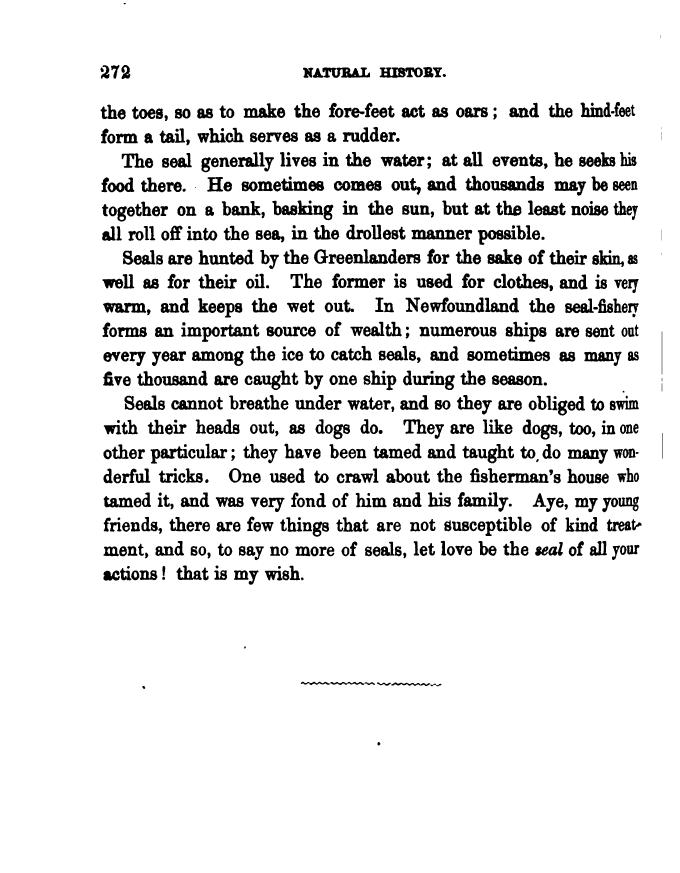 272 NATURAL HISTORY.
the toes, so as to make the fore-feet act as oars; and the hind-feet
form a tail, which serves as a rudder.
The seal generally lives in the water; at all events, he seeks his
food there. He sometimes comes out, and thousands may be seen
together on a bank, basking in the sun, but at the least noise they
all roll off into the sea, in the drollest manner possible.
Seals are hunted by the Greenlanders for the sake of their skin, as
well as for their oil. The former is used for clothes, and is very
warm, and keeps the wet out. In Newfoundland the seal-fishery
forms an important source of wealth; numerous ships are sent out
every year among the ice to catch seals, and sometimes as many as
five thousand are caught by one ship during the season.
Seals cannot breathe under water, and so they are obliged to swim
with their heads out, as dogs do. They are like dogs, too, in one
other particular; they have been tamed and taught to do many won-
derful tricks. One used to crawl about the fisherman's house who
tamed it, and was very fond of him and his family. Aye, my young
friends, there are few things that are not susceptible of kind treat-
ment, and so, to say no more of seals, let love be the seal of all your
actions! that is my wish.